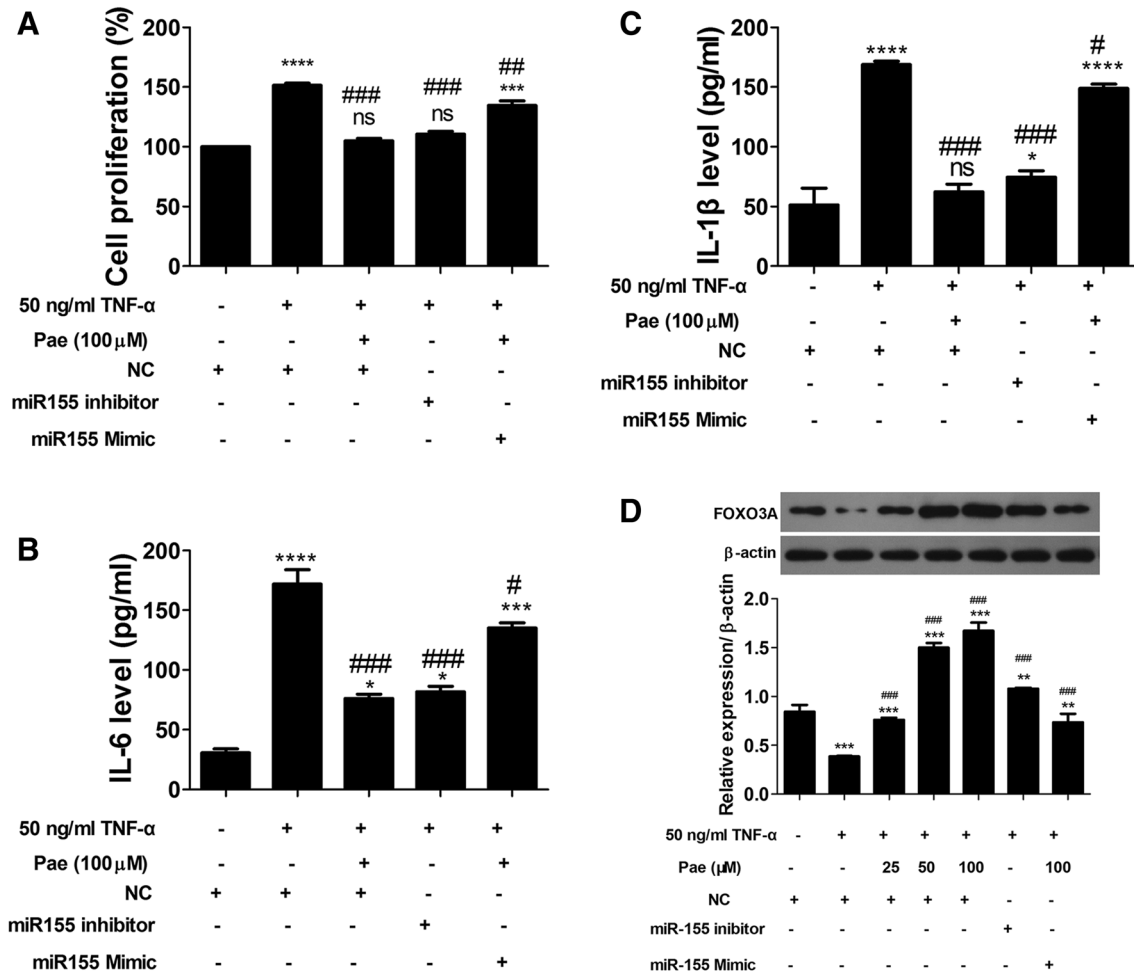 A
Cell proliferation (%)
200
150
100
50
0
****
###
ns
###
ns
##
***
50 ng/ml TNF-α - + + + +
Pae (100 μM) - - + - +
NC + + + - -
miR155 inhibitor - - - + -
miR155 Mimic - - - - +
C
IL-1β level (pg/ml)
200
150
100
50
0
****
###
ns
###
*
#
****
50 ng/ml TNF-α - + + + +
Pae (100 μM) - - + - +
NC + + + - -
miR155 inhibitor - - - + -
miR155 Mimic - - - - +
B
IL-6 level (pg/ml)
200
150
100
50
0
****
###
*
###
*
#
***
50 ng/ml TNF-α - + + + +
Pae (100 μM) - - + - +
NC + + + - -
miR155 inhibitor - - - + -
miR155 Mimic - - - - +
D
FOXO3A
β-actin
Relative expression/ β-actin
2.0
1.5
1.0
0.5
0.0
***
###
***
###
***
###
***
###
**
###
**
50 ng/ml TNF-α - + + + + + +
Pae (μM) - - 25 50 100 - 100
NC + + + + + - -
miR-155 inibitor - - - - - + -
miR-155 Mimic - - - - - - +